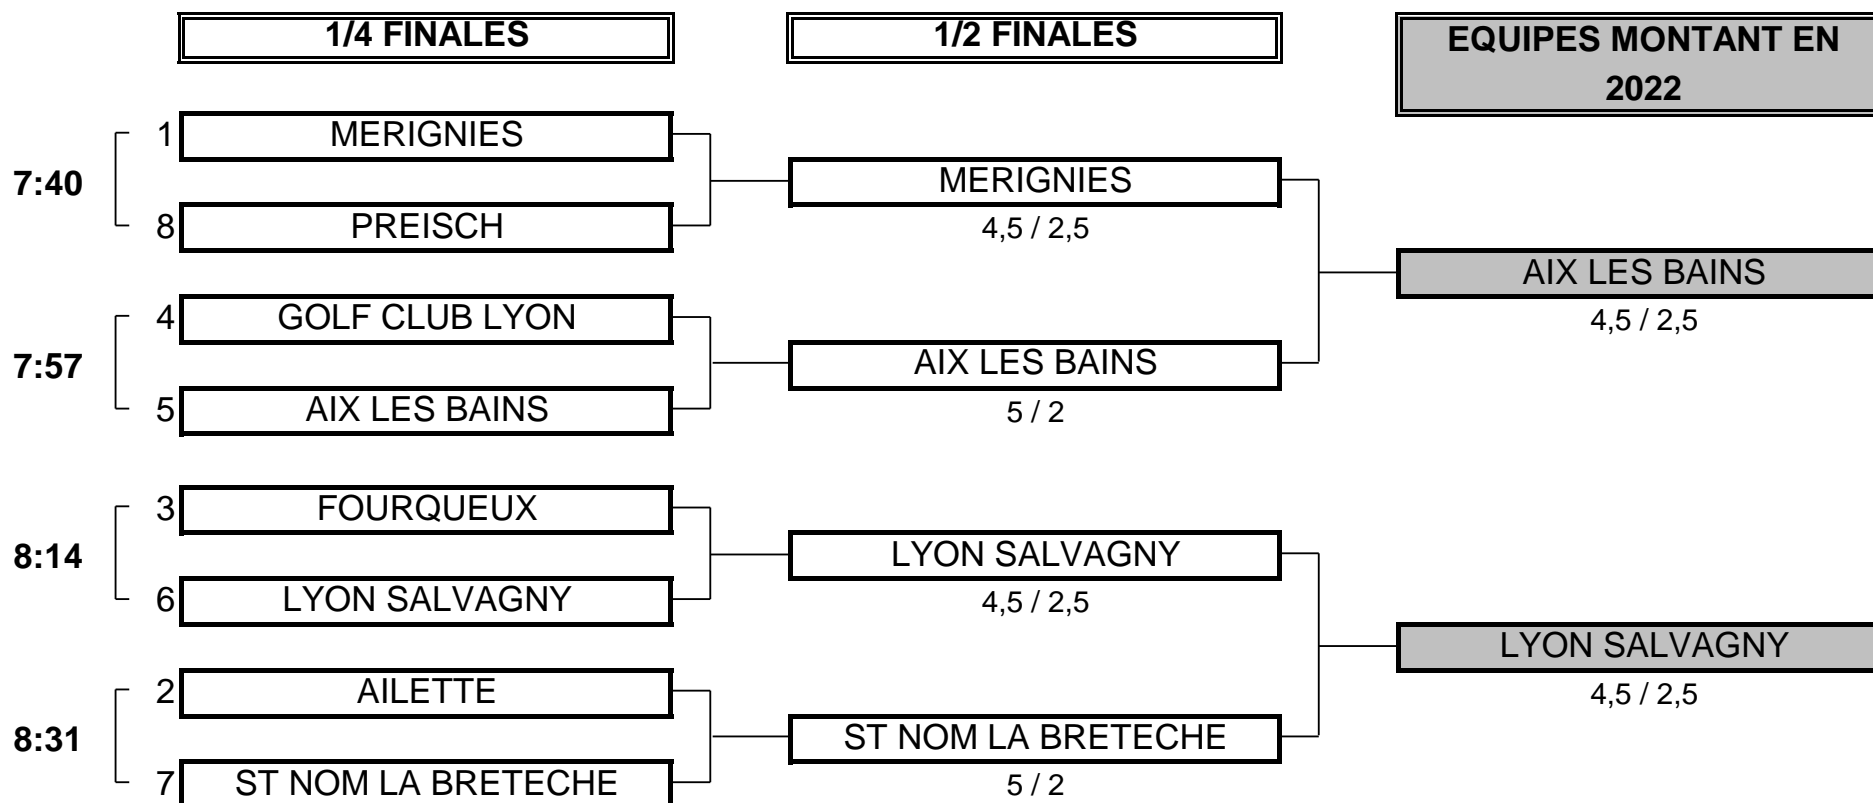 1/4 FINALES
1/2 FINALES
EQUIPES MONTANT EN
2022
7:40
1
MERIGNIES
8
PREISCH
MERIGNIES
4,5 / 2,5
7:57
4
GOLF CLUB LYON
5
AIX LES BAINS
AIX LES BAINS
5 / 2
AIX LES BAINS
4,5 / 2,5
8:14
3
FOURQUEUX
6
LYON SALVAGNY
LYON SALVAGNY
4,5 / 2,5
8:31
2
AILETTE
7
ST NOM LA BRETECHE
ST NOM LA BRETECHE
5 / 2
LYON SALVAGNY
4,5 / 2,5